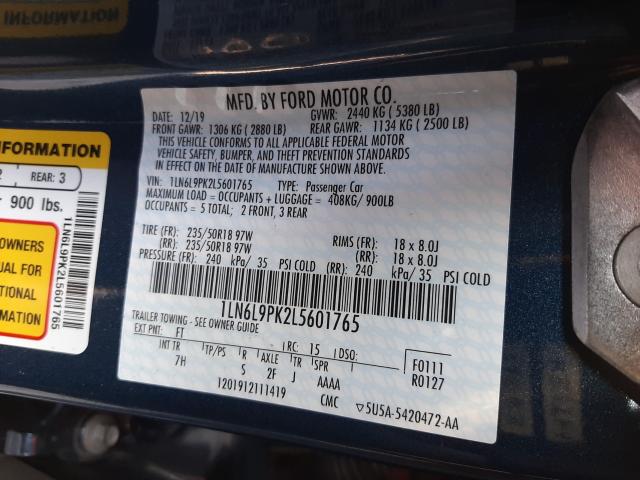 INFORMATION
MFD. BY FORD MOTOR CO.
DATE: 12/19 GVWR: 2440 KG ( 5380 LB)
FRONT GAWR: 1306 KG ( 2880 LB) REAR GAWR: 1134 KG ( 2500 LB)
THIS VEHICLE CONFORMS TO ALL APPLICABLE FEDERAL MOTOR
VEHICLE SAFETY, BUMPER, AND THEFT PREVENTION STANDARDS
IN EFFECT ON THE DATE OF MANUFACTURE SHOWN ABOVE.
VIN: 1LN6L9PK2L5601765 TYPE: Passenger Car
MAXIMUM LOAD = OCCUPANTS + LUGGAGE = 408KG/ 900LB
OCCUPANTS = 5 TOTAL; 2 FRONT, 3 REAR
TIRE (FR): 235/50R18 97W RIMS (FR): 18 x 8.0J
(RR): 235/50R18 97W (RR): 18 x 8.0J
PRESSURE (FR): 240 kPa/ 35 PSI COLD (RR): 240 kPa/ 35 PSI COLD
1LN6L9PK2L5601765
TRAILER TOWING - SEE OWNER GUIDE
EXT PNT: FT RC: 15 DSO: F0111
INT TR TP/PS R AXLE TR SPR R0127
7H 5 2F J AAAA
1201912111419 CMC 5U5A-5420472-AA
INFORMATION
2 REAR: 3
900 lbs.
OWNERS
UAL FOR
TIONAL
MATION
1LN6L9PK2L5601765